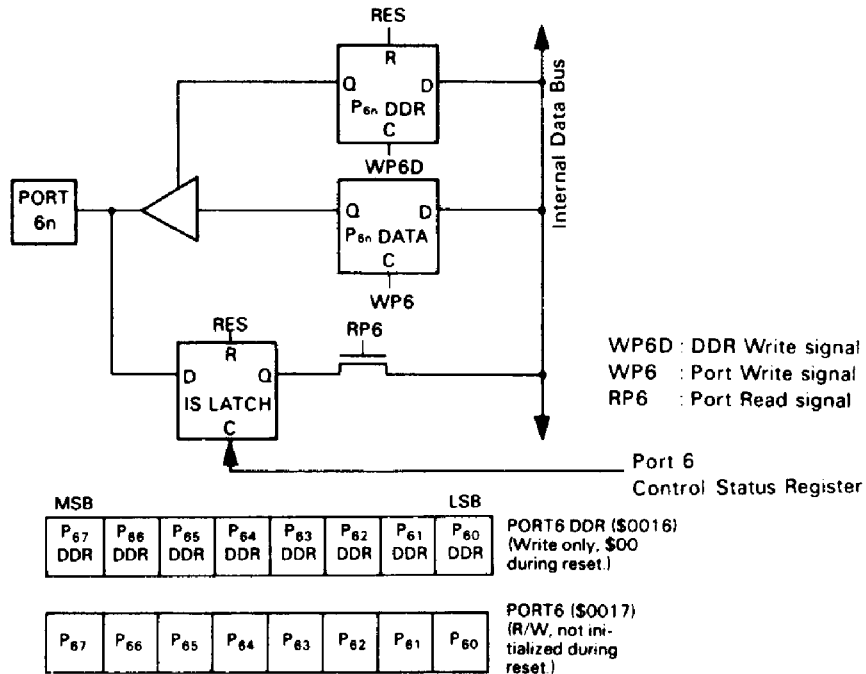 RES
R
Q D
P6n DDR
C
WP6D
Internal Data Bus
PORT
6n
Q D
P6n DATA
C
WP6
RES
R
D Q
IS LATCH
C
RP6
WP6D : DDR Write signal
WP6 : Port Write signal
RP6 : Port Read signal
Port 6
Control Status Register
MSB LSB
P67 P66 P65 P64 P63 P62 P61 P60
DDR DDR DDR DDR DDR DDR DDR DDR
PORT6 DDR ($0016)
(Write only, $00
during reset.)
P67 P66 P65 P64 P63 P62 P61 P60
PORT6 ($0017)
(R/W, not ini-
tialized during
reset.)